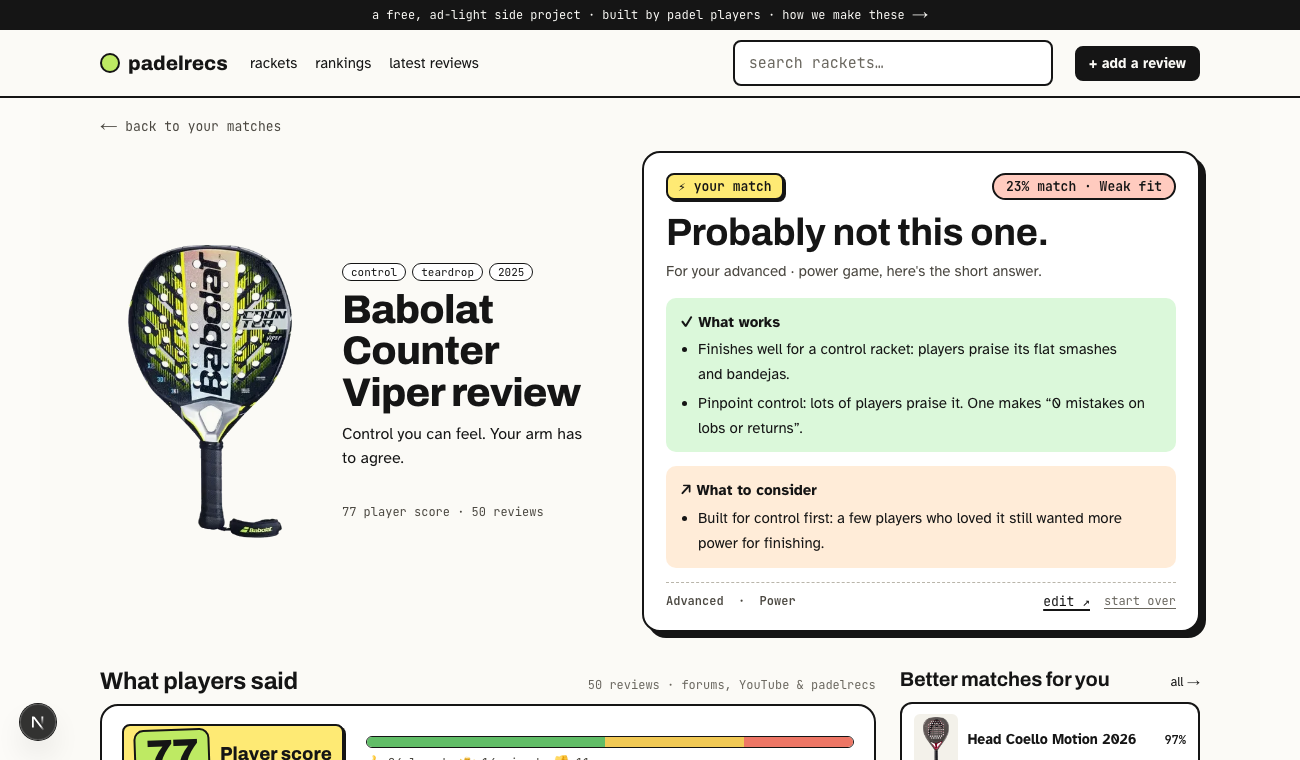 a free, ad-light side project · built by padel players · how we make these →
padelrecs
rackets
rankings
latest reviews
search rackets…
+ add a review
← back to your matches
Babolat
COUN
TER
VIPER
Babolat
control
teardrop
2025
Babolat
Counter
Viper review
Control you can feel. Your arm has
to agree.
77 player score · 50 reviews
⚡ your match
23% match · Weak fit
Probably not this one.
For your advanced · power game, here's the short answer.
✓ What works
• Finishes well for a control racket: players praise its flat smashes
and bandejas.
• Pinpoint control: lots of players praise it. One makes “0 mistakes on
lobs or returns”.
↗ What to consider
• Built for control first: a few players who loved it still wanted more
power for finishing.
Advanced · Power
edit ↗
start over
What players said
50 reviews · forums, YouTube & padelrecs
77
Player score
Better matches for you
all →
Head Coello Motion 2026
97%
N